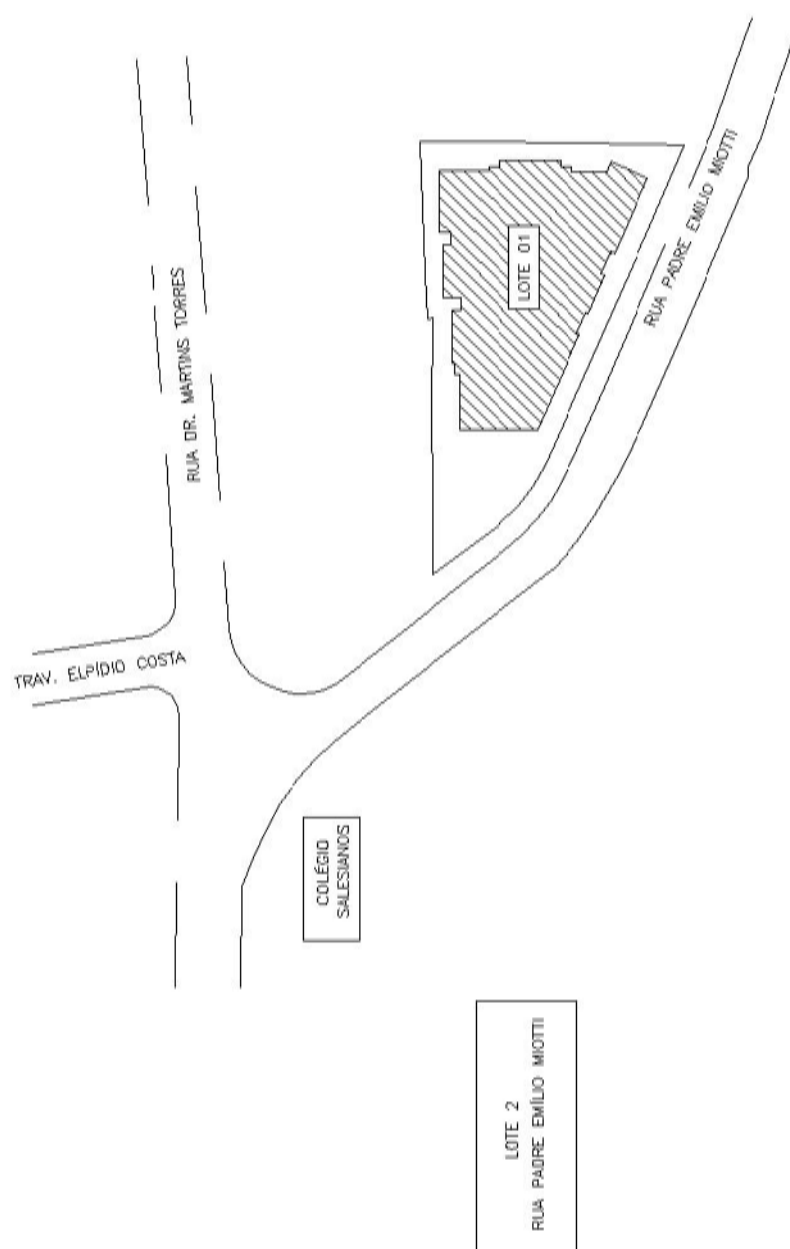 TRAV. ELPÍDIO COSTA
RUA DR. MARTINS TORRES
LOTE 01
RUA PADRE EMÍLIO MIOTTI
COLÉGIO
SALESIANOS
LOTE 2
RUA PADRE EMÍLIO MIOTTI